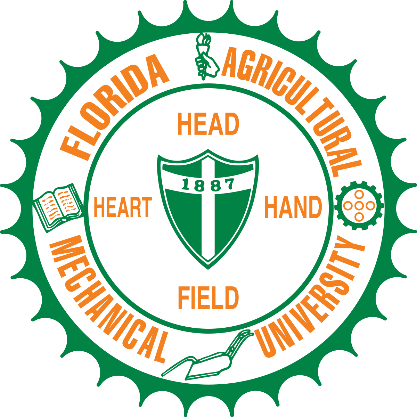 FLORIDA
AGRICULTURAL
MECHANICAL
UNIVERSITY
HEAD
HEART
1887
HAND
FIELD